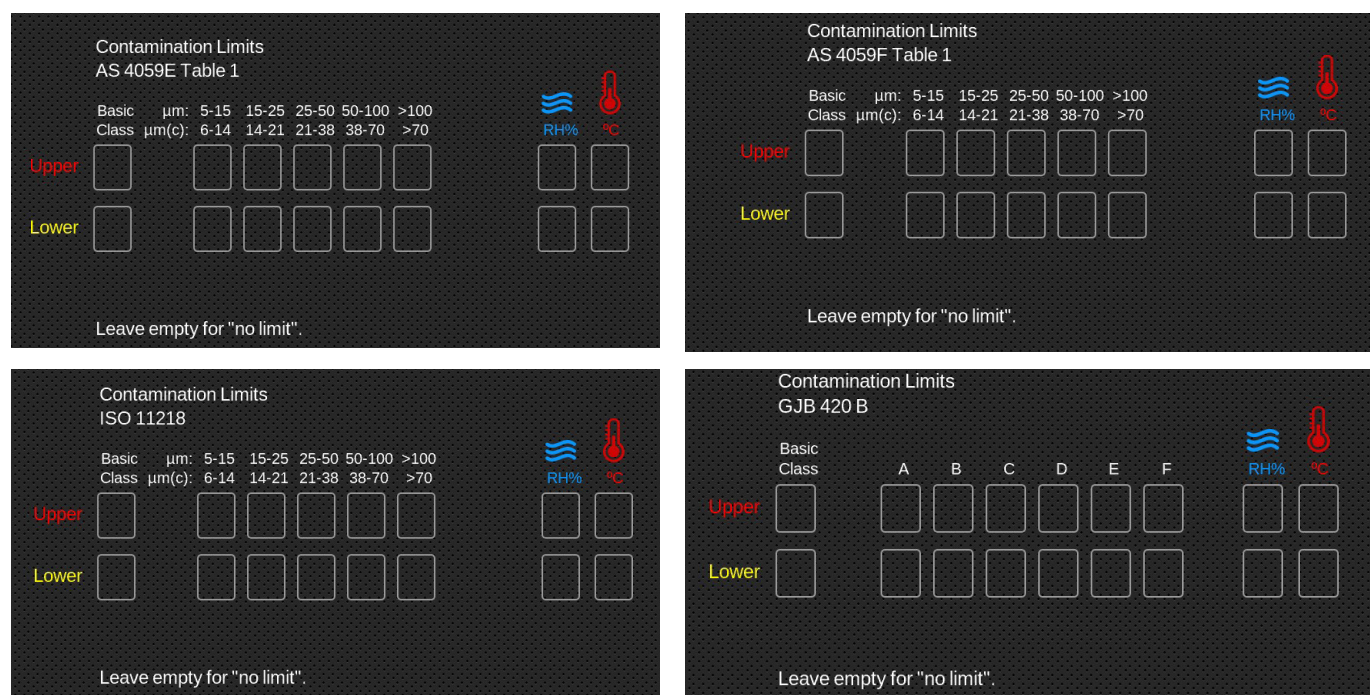 Contamination Limits
AS 4059E Table 1
Basic µm: 5-15 15-25 25-50 50-100 >100
Class µm(c): 6-14 14-21 21-38 38-70 >70
RH% ºC
Upper
Lower
Leave empty for "no limit".
Contamination Limits
AS 4059F Table 1
Basic µm: 5-15 15-25 25-50 50-100 >100
Class µm(c): 6-14 14-21 21-38 38-70 >70
RH% ºC
Upper
Lower
Leave empty for "no limit".
Contamination Limits
ISO 11218
Basic µm: 5-15 15-25 25-50 50-100 >100
Class µm(c): 6-14 14-21 21-38 38-70 >70
RH% ºC
Upper
Lower
Leave empty for "no limit".
Contamination Limits
GJB 420 B
Basic
Class A B C D E F
RH% ºC
Upper
Lower
Leave empty for "no limit".